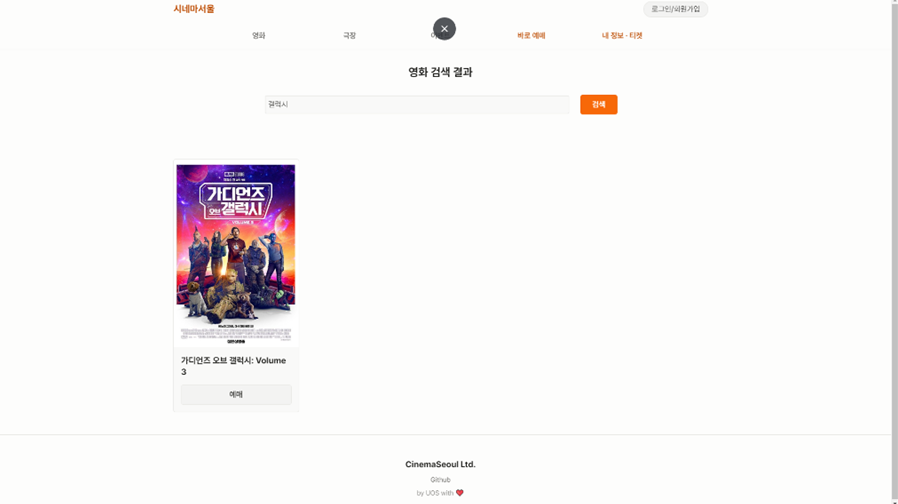 시네마서울
로그인/회원가입
영화
극장
바로 예매
내 정보 · 티켓
영화 검색 결과
갤럭시
검색
가디언즈
오브 갤럭시
VOLUME 3
가디언즈 오브 갤럭시: Volume
3
예매
CinemaSeoul Ltd.
Github
by UOS with ❤️